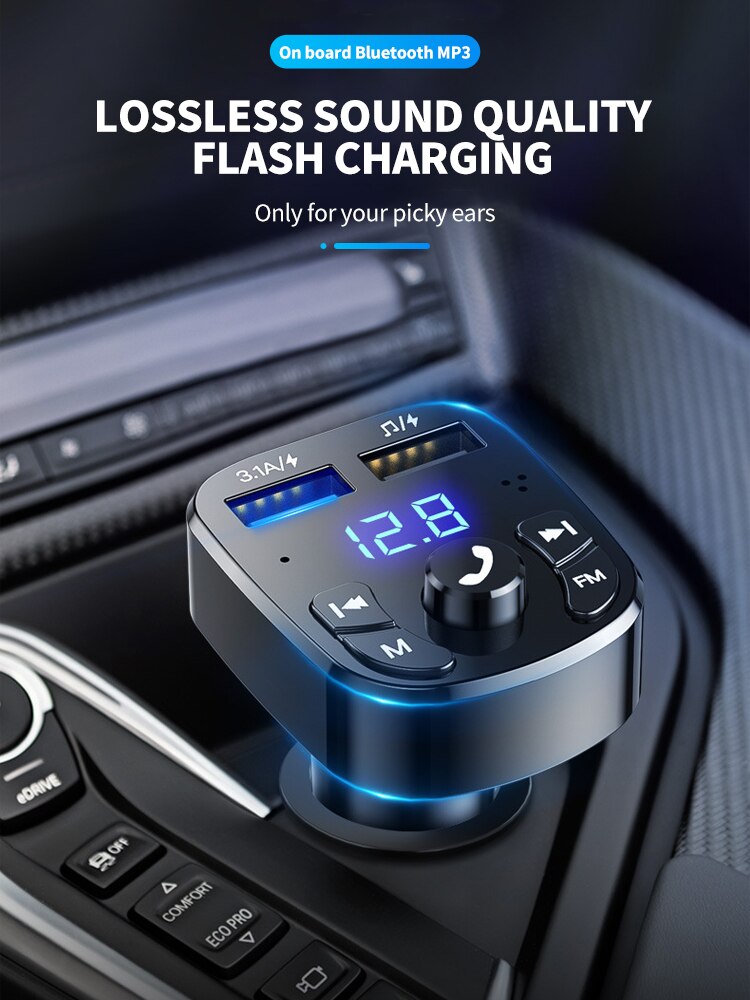 On board Bluetooth MP3
LOSSLESS SOUND QUALITY
FLASH CHARGING
Only for your picky ears
3.1A/
12.8
FM
M
eDRIVE
OFF
COMFORT
ECO PRO